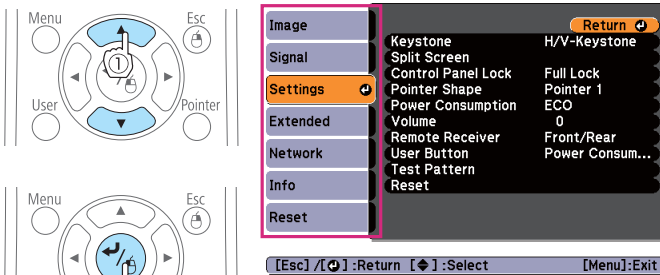 Menu
Esc
1
User
Pointer
Menu
Esc
Image
Signal
Settings
Extended
Network
Info
Reset
Return
Keystone H/V-Keystone
Split Screen
Control Panel Lock Full Lock
Pointer Shape Pointer 1
Power Consumption ECO
Volume 0
Remote Receiver Front/Rear
User Button Power Consum...
Test Pattern
Reset
[Esc] /[ ] :Return [ ] :Select [Menu]:Exit